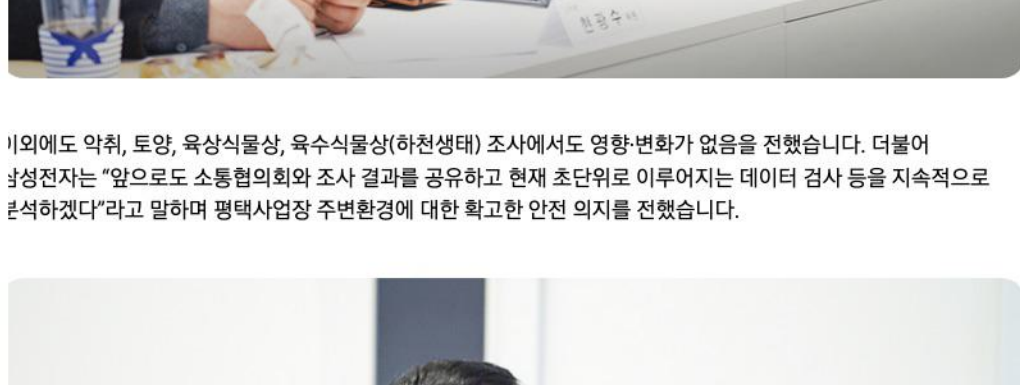 현광수
이외에도 악취, 토양, 육상식물상, 육수식물상(하천생태) 조사에서도 영향·변화가 없음을 전했습니다. 더불어
삼성전자는 “앞으로도 소통협의회와 조사 결과를 공유하고 현재 초단위로 이루어지는 데이터 검사 등을 지속적으로
분석하겠다”라고 말하며 평택사업장 주변환경에 대한 확고한 안전 의지를 전했습니다.